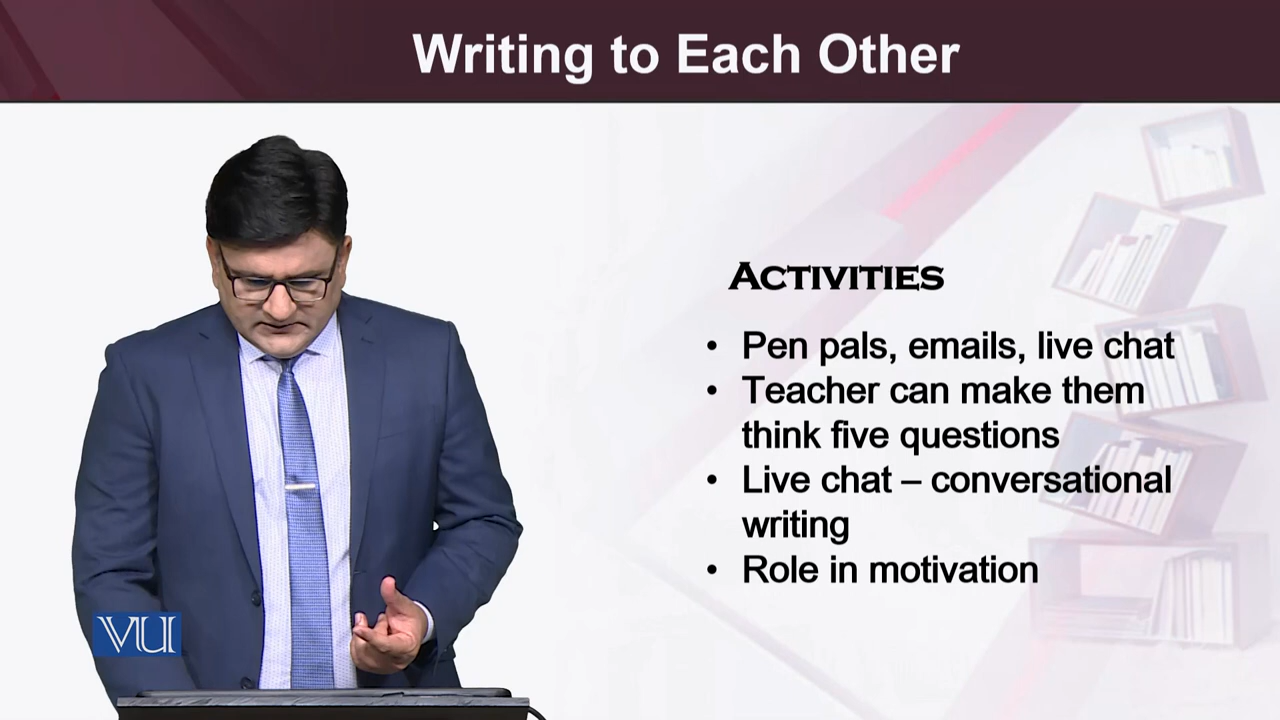 Writing to Each Other
ACTIVITIES
• Pen pals, emails, live chat
• Teacher can make them
think five questions
• Live chat – conversational
writing
• Role in motivation
VU